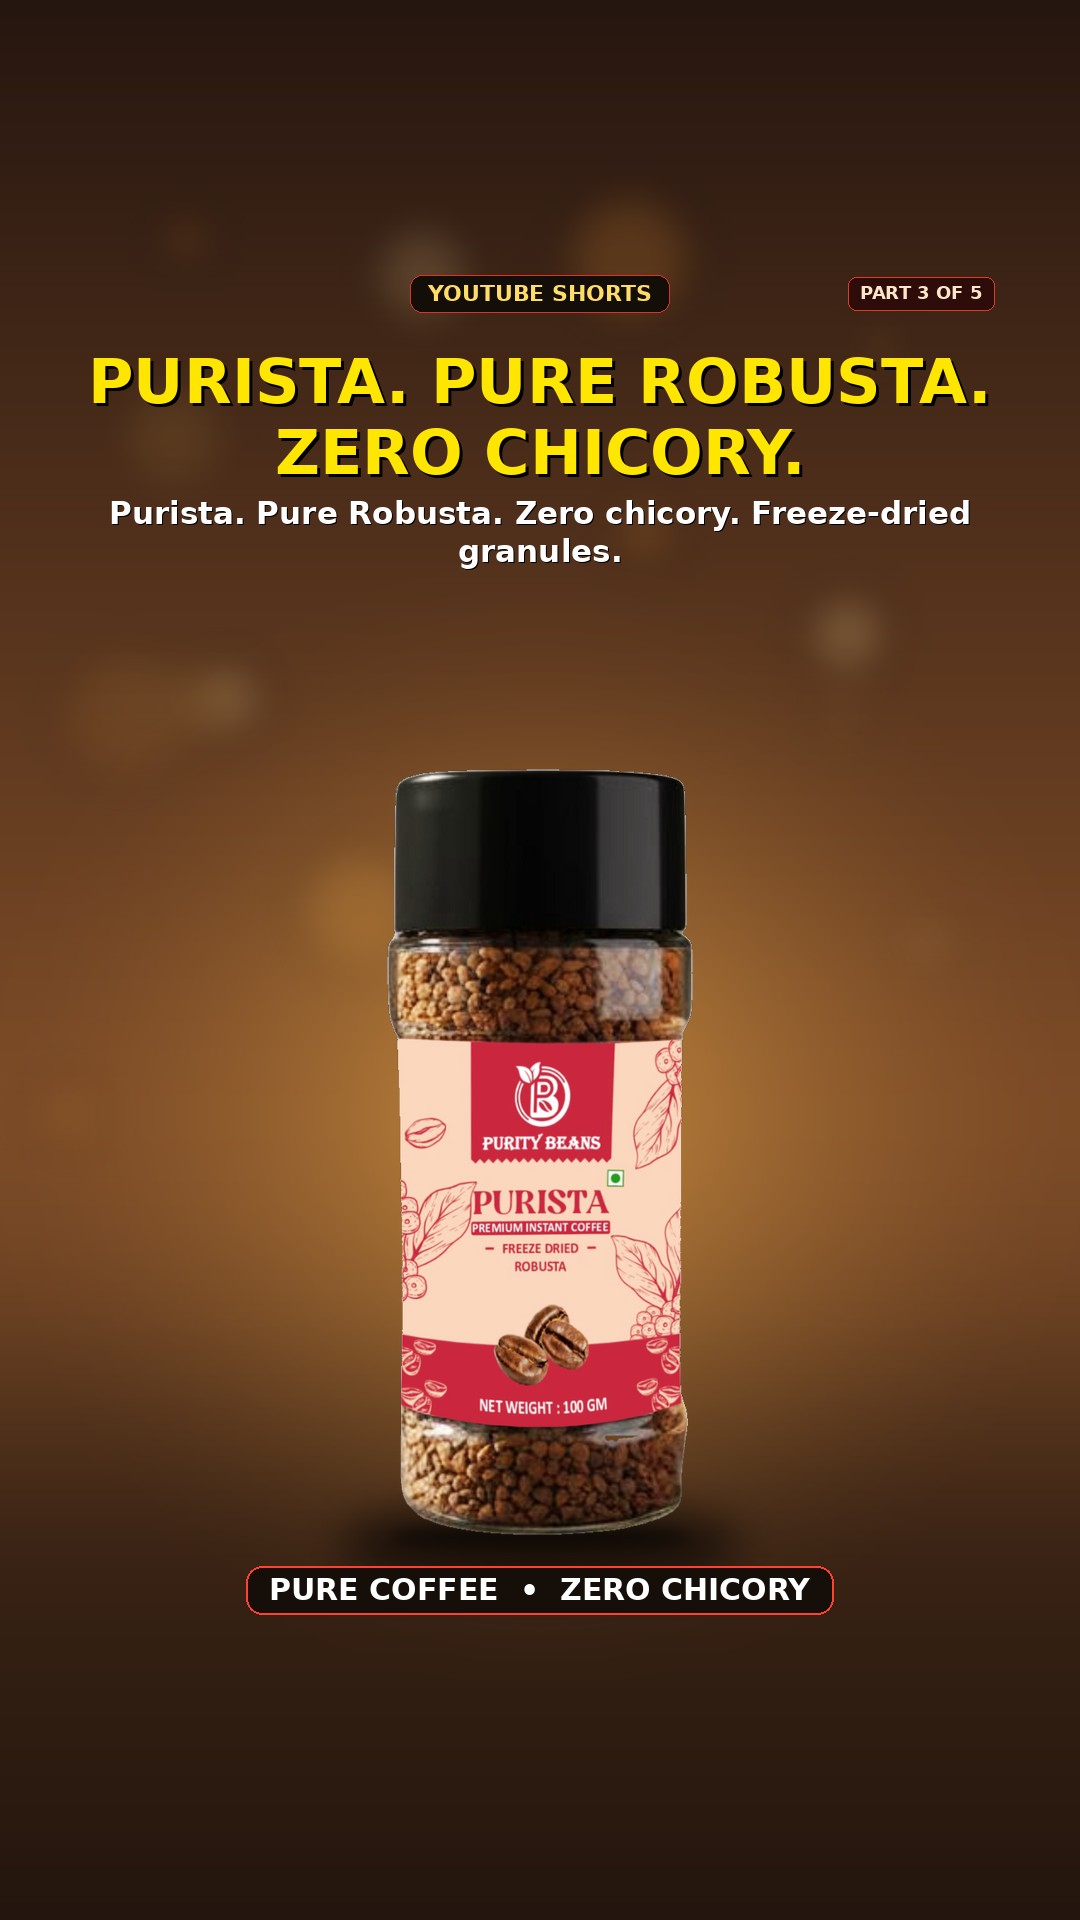 YOUTUBE SHORTS
PART 3 OF 5
PURISTA. PURE ROBUSTA.
ZERO CHICORY.
Purista. Pure Robusta. Zero chicory. Freeze-dried
granules.
PURITY BEANS
PURISTA
PREMIUM INSTANT COFFEE
– FREEZE DRIED –
ROBUSTA
NET WEIGHT : 100 GM
PURE COFFEE • ZERO CHICORY